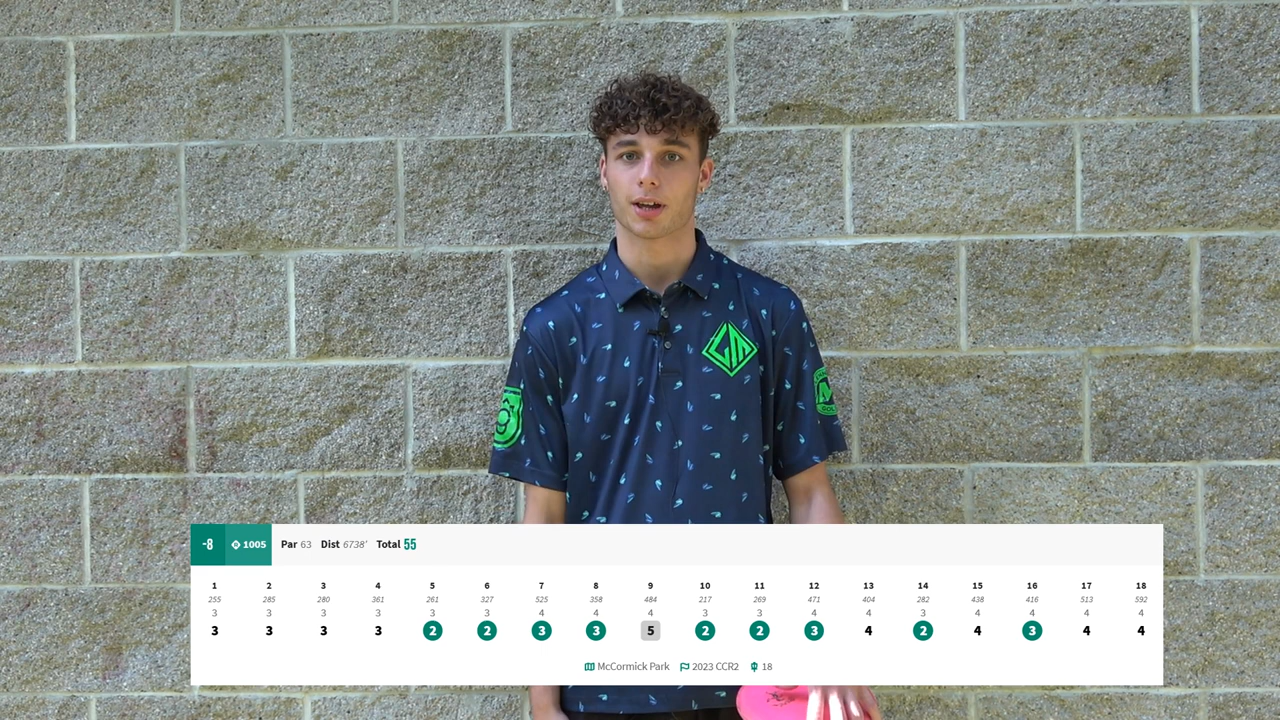 -8 1005 Par 63 Dist 6738' Total 55
1 2 3 4 5 6 7 8 9 10 11 12 13 14 15 16 17 18
255 285 280 361 261 327 525 358 484 217 269 471 404 282 438 416 513 592
3 3 3 3 3 3 4 4 4 3 3 4 4 3 4 4 4 4
3 3 3 3 2 2 3 3 5 2 2 3 4 2 4 3 4 4
McCormick Park 2023 CCR2 18